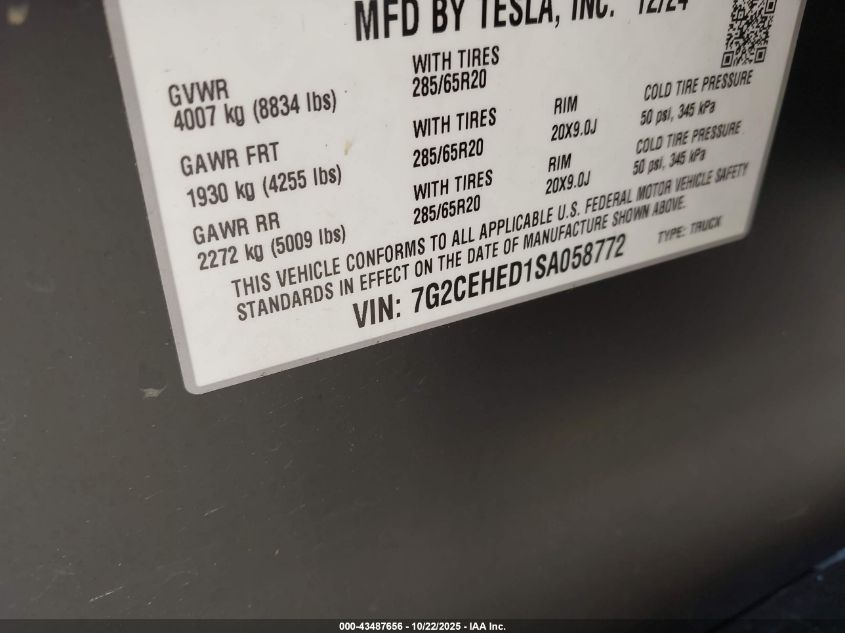 MFD BY TESLA, INC. 12/24
GVWR
4007 kg (8834 lbs)
WITH TIRES
285/65R20
GAWR FRT
1930 kg (4255 lbs)
WITH TIRES
285/65R20
RIM
20X9.0J
COLD TIRE PRESSURE
50 psi, 345 kPa
GAWR RR
2272 kg (5009 lbs)
WITH TIRES
285/65R20
RIM
20X9.0J
COLD TIRE PRESSURE
50 psi, 345 kPa
THIS VEHICLE CONFORMS TO ALL APPLICABLE U.S. FEDERAL MOTOR VEHICLE SAFETY
STANDARDS IN EFFECT ON THE DATE OF MANUFACTURE SHOWN ABOVE.
VIN: 7G2CEHED1SA058772
TYPE: TRUCK
000-43487656 - 10/22/2025 - IAA Inc.